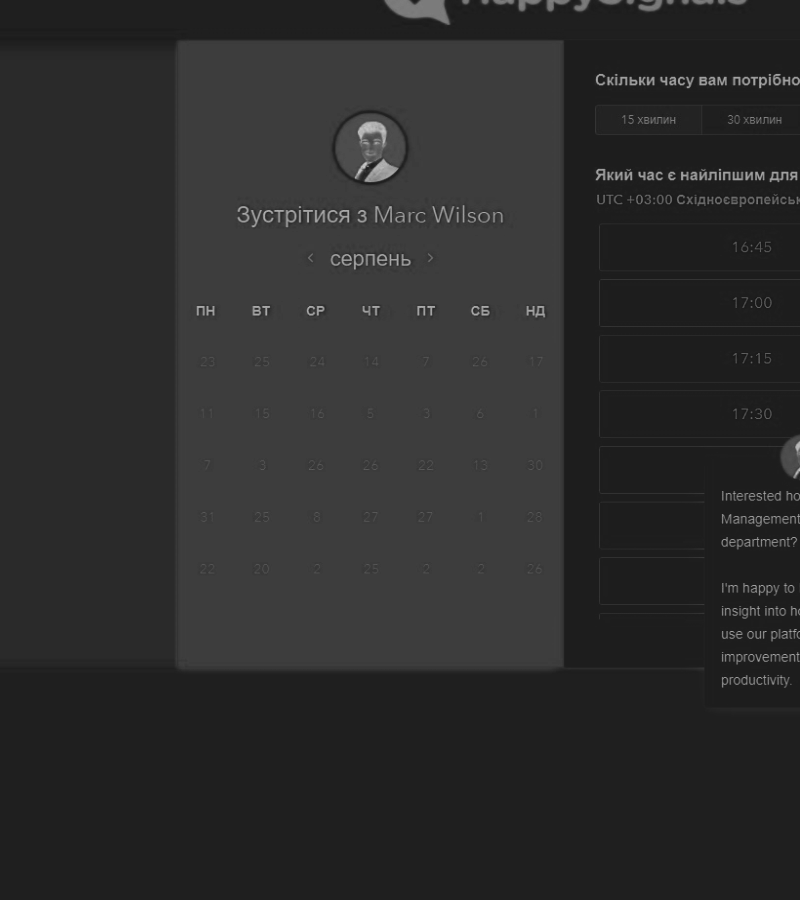 HappySignals
Зустрітися з Marc Wilson
серпень
ПН ВТ СР ЧТ ПТ СБ НД
23 25 24 14 7 26 17
11 15 16 5 3 6 1
7 3 26 26 22 13 30
31 25 8 27 27 1 28
22 20 2 25 2 2 26
Скільки часу вам потрібно
15 хвилин 30 хвилин
Який час є найліпшим для
UTC +03:00 Східноєвропейськ
16:45
17:00
17:15
17:30
Interested ho
Management
department?
I'm happy to
insight into ho
use our platfo
improvement
productivity.